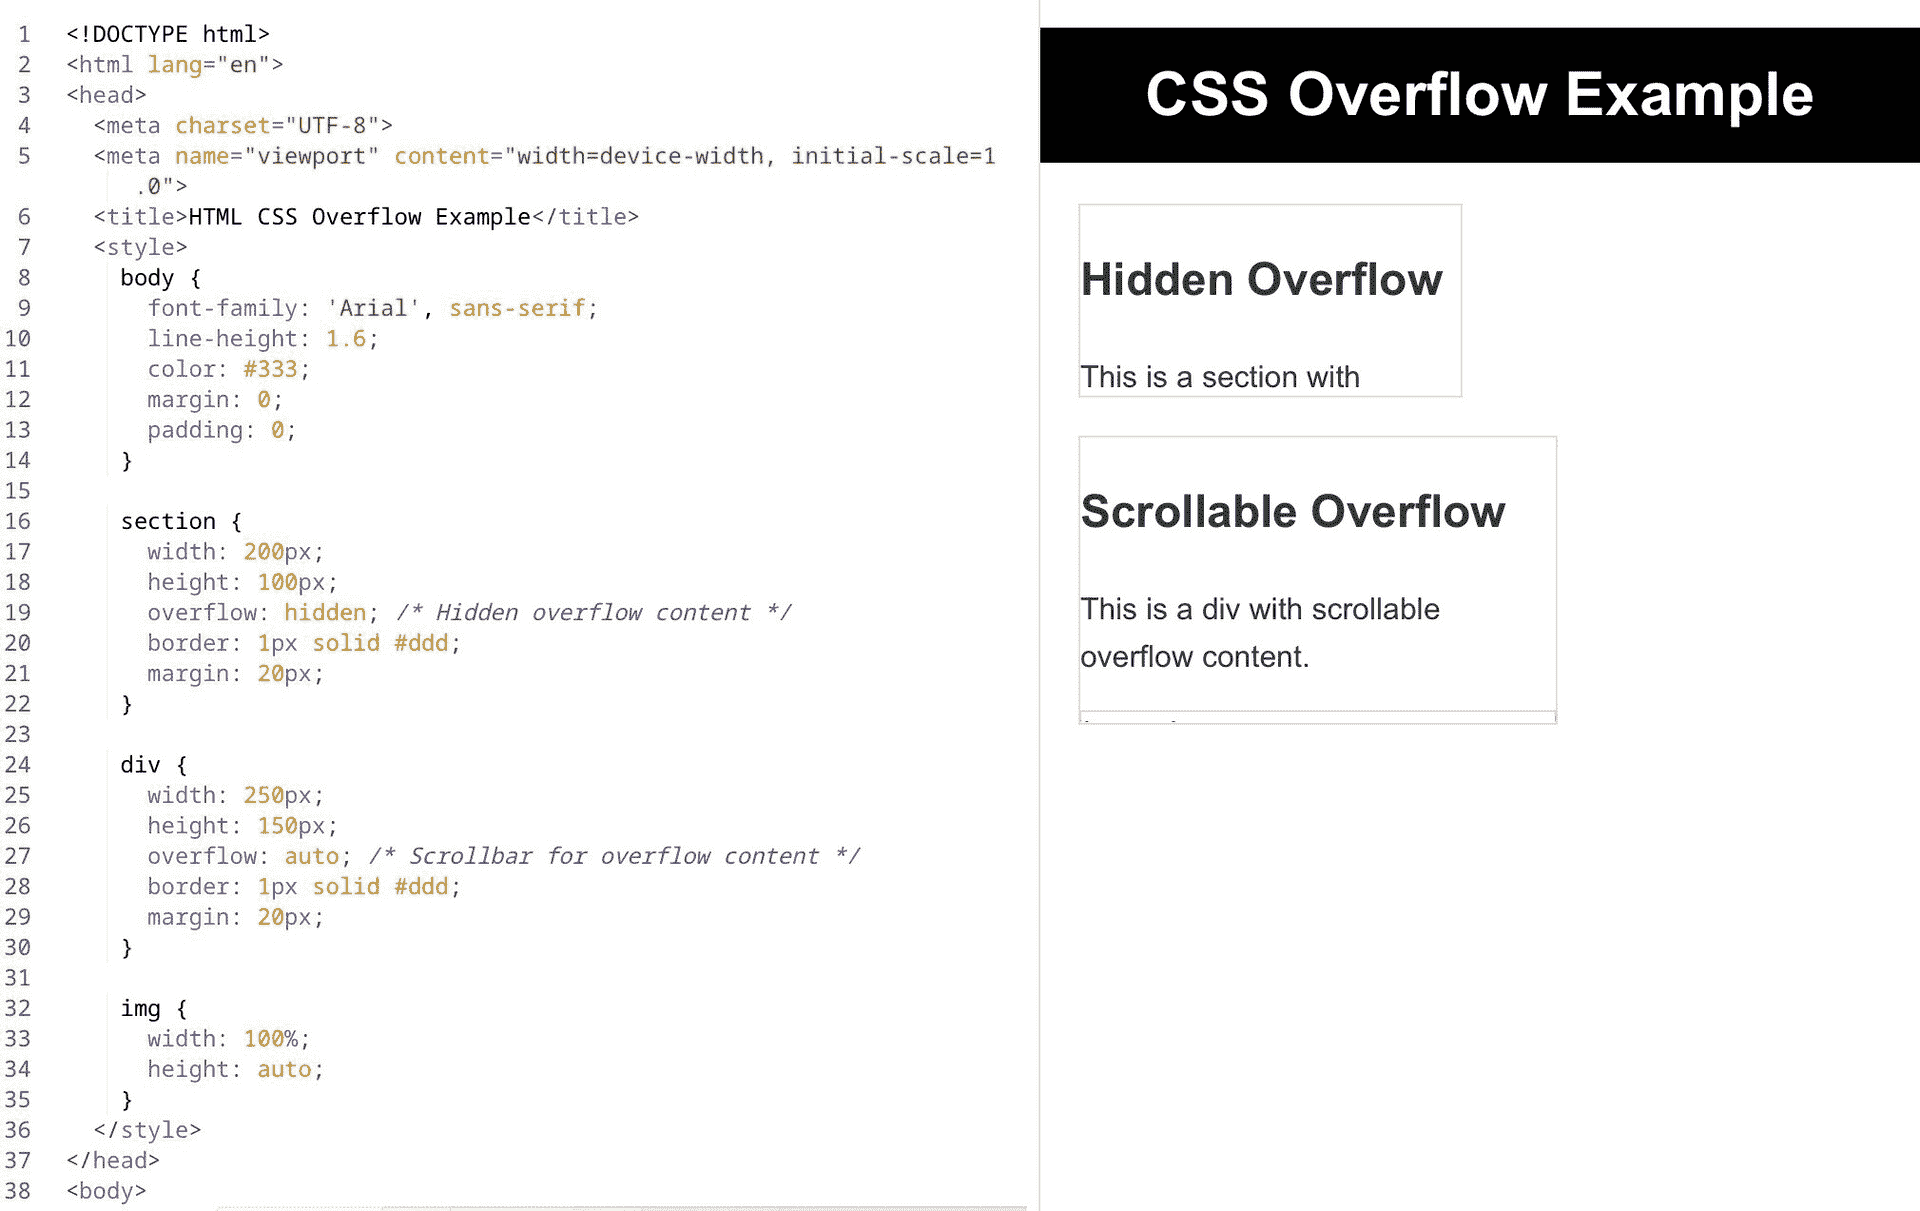 1 <!DOCTYPE html>
2 <html lang="en">
3 <head>
4 <meta charset="UTF-8">
5 <meta name="viewport" content="width=device-width, initial-scale=1
.0">
6 <title>HTML CSS Overflow Example</title>
7 <style>
8 body {
9 font-family: 'Arial', sans-serif;
10 line-height: 1.6;
11 color: #333;
12 margin: 0;
13 padding: 0;
14 }
15
16 section {
17 width: 200px;
18 height: 100px;
19 overflow: hidden; /* Hidden overflow content */
20 border: 1px solid #ddd;
21 margin: 20px;
22 }
23
24 div {
25 width: 250px;
26 height: 150px;
27 overflow: auto; /* Scrollbar for overflow content */
28 border: 1px solid #ddd;
29 margin: 20px;
30 }
31
32 img {
33 width: 100%;
34 height: auto;
35 }
36 </style>
37 </head>
38 <body>
CSS Overflow Example
Hidden Overflow
This is a section with
Scrollable Overflow
This is a div with scrollable
overflow content.